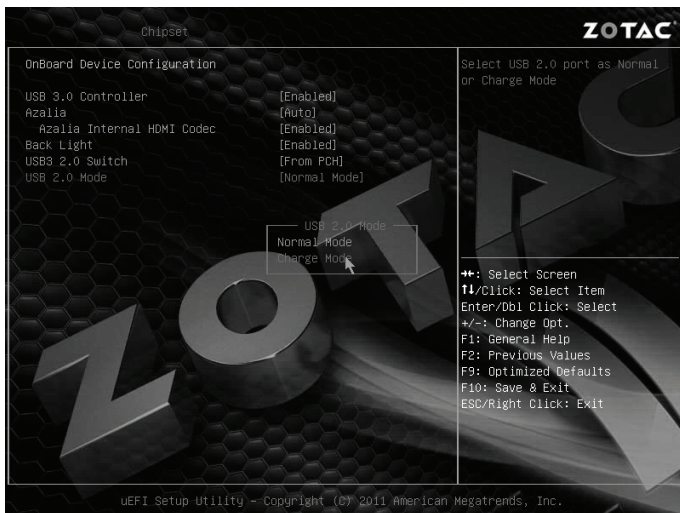 Chipset
ZOTAC
OnBoard Device Configuration
USB 3.0 Controller [Enabled]
Azalia [Auto]
Azalia Internal HDMI Codec [Enabled]
Back Light [Enabled]
USB3 2.0 Switch [From PCH]
USB 2.0 Mode [Normal Mode]
USB 2.0 Mode
Normal Mode
Charge Mode
Select USB 2.0 port as Normal
or Charge Mode
→←: Select Screen
↑↓/Click: Select Item
Enter/Dbl Click: Select
+/-: Change Opt.
F1: General Help
F2: Previous Values
F9: Optimized Defaults
F10: Save & Exit
ESC/Right Click: Exit
ZOTAC
uEFI Setup Utility - Copyright (C) 2011 American Megatrends, Inc.